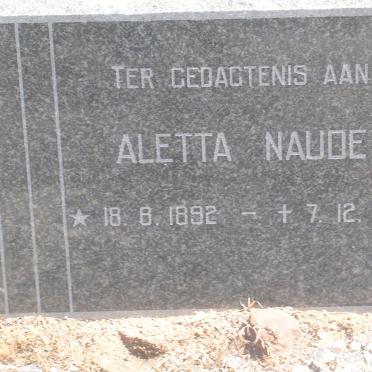 TER GEDAGTENIS AAN
ALETTA NAUDE
★ 18. 8. 1892 - † 7. 12.